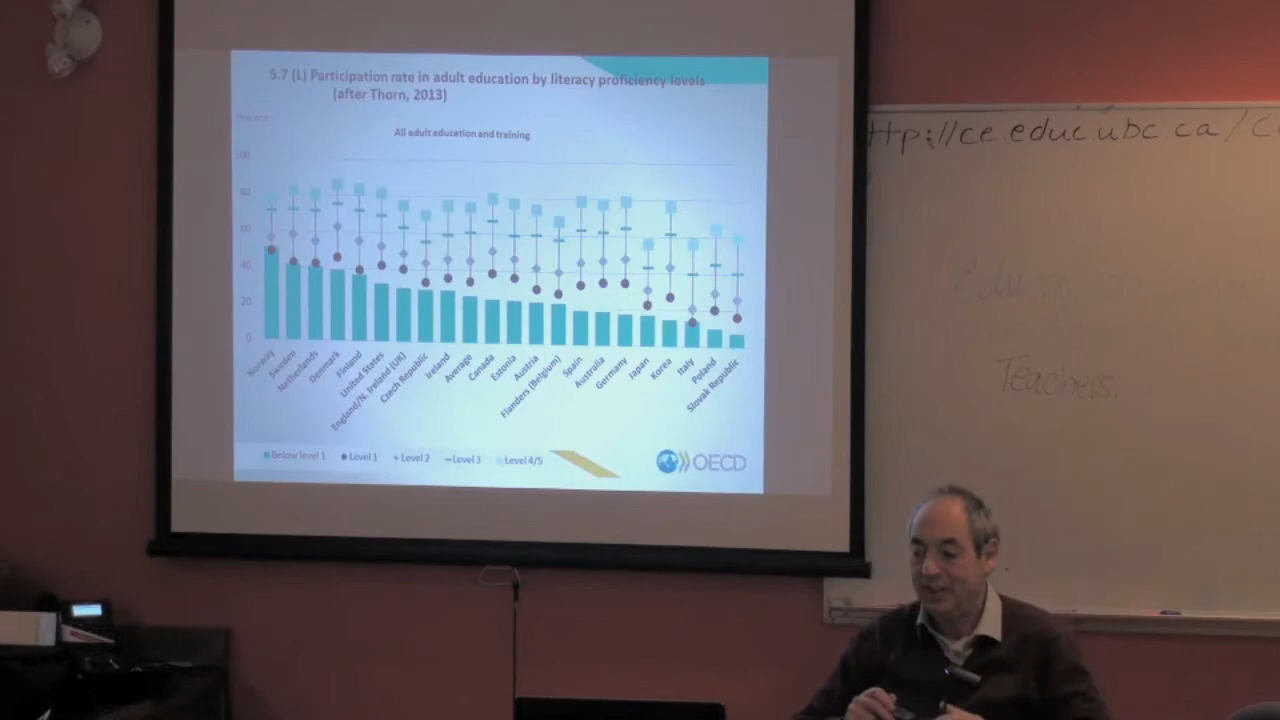 5.7 (L) Participation rate in adult education by literacy proficiency levels
(after Thorn, 2013)
Percent
All adult education and training
100
80
60
40
20
0
Norway
Sweden
Netherlands
Denmark
Finland
United States
England/N. Ireland (UK)
Czech Republic
Ireland
Average
Canada
Estonia
Austria
Flanders (Belgium)
Spain
Australia
Germany
Japan
Korea
Italy
Poland
Slovak Republic
Below level 1 Level 1 Level 2 Level 3 Level 4/5
OECD
ttp://ce.educ.ubc.ca/c
Teachers.